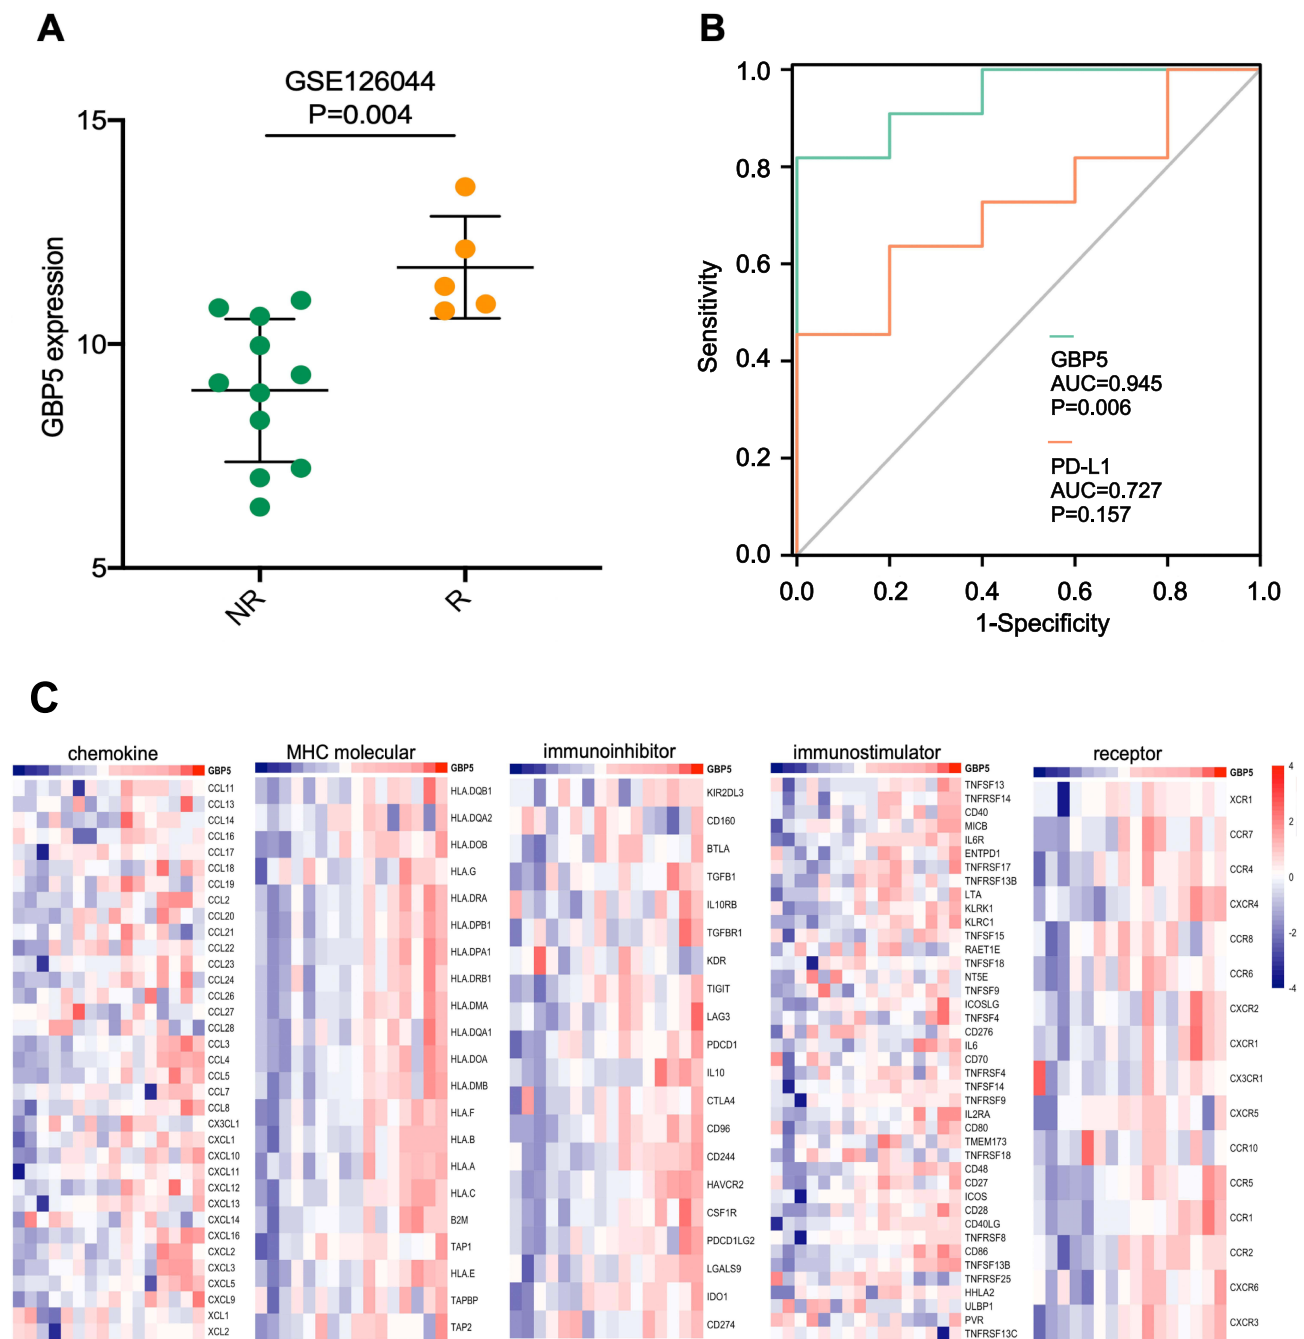 A
GSE126044
P=0.004
15
10
5
GBP5 expression
NR
R
B
1.0
0.8
0.6
0.4
0.2
0.0
Sensitivity
GBP5
AUC=0.945
P=0.006
PD-L1
AUC=0.727
P=0.157
0.0 0.2 0.4 0.6 0.8 1.0
1-Specificity
C
chemokine
GBP5
CCL11
CCL13
CCL14
CCL16
CCL17
CCL18
CCL19
CCL2
CCL20
CCL21
CCL22
CCL23
CCL24
CCL26
CCL27
CCL28
CCL3
CCL4
CCL5
CCL7
CCL8
CX3CL1
CXCL1
CXCL10
CXCL11
CXCL12
CXCL13
CXCL14
CXCL16
CXCL2
CXCL3
CXCL5
CXCL9
XCL1
XCL2
MHC molecular
GBP5
HLA.DQB1
HLA.DQA2
HLA.DOB
HLA.G
HLA.DRA
HLA.DPB1
HLA.DPA1
HLA.DRB1
HLA.DMA
HLA.DQA1
HLA.DOA
HLA.DMB
HLA.F
HLA.B
HLA.A
HLA.C
B2M
TAP1
HLA.E
TAPBP
TAP2
immunoinhibitor
GBP5
KIR2DL3
CD160
BTLA
TGFB1
IL10RB
TGFBR1
KDR
TIGIT
LAG3
PDCD1
IL10
CTLA4
CD96
CD244
HAVCR2
CSF1R
PDCD1LG2
LGALS9
IDO1
CD274
immunostimulator
GBP5
TNFSF13
TNFRSF14
CD40
MICB
IL6R
ENTPD1
TNFRSF17
TNFRSF13B
LTA
KLRK1
KLRC1
TNFSF15
RAET1E
TNFSF18
NT5E
TNFSF9
ICOSLG
TNFSF4
CD276
IL6
CD70
TNFRSF4
TNFSF14
TNFRSF9
IL2RA
CD80
TMEM173
TNFRSF18
CD48
CD27
ICOS
CD28
CD40LG
TNFRSF8
CD86
TNFSF13B
TNFRSF25
HHLA2
ULBP1
PVR
TNFRSF13C
receptor
GBP5
XCR1
CCR7
CCR4
CXCR4
CCR8
CCR6
CXCR2
CXCR1
CX3CR1
CXCR5
CCR10
CCR5
CCR1
CCR2
CXCR6
CXCR3
4
2
0
-2
-4